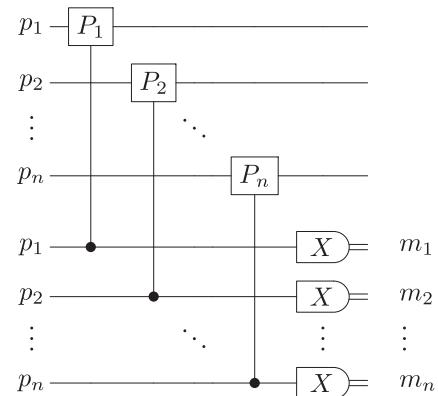 p₁ P₁
p₂ P₂
⋮ ⋱
pₙ Pₙ
p₁ X m₁
p₂ X m₂
⋮ ⋱ ⋮ ⋮
pₙ X mₙ